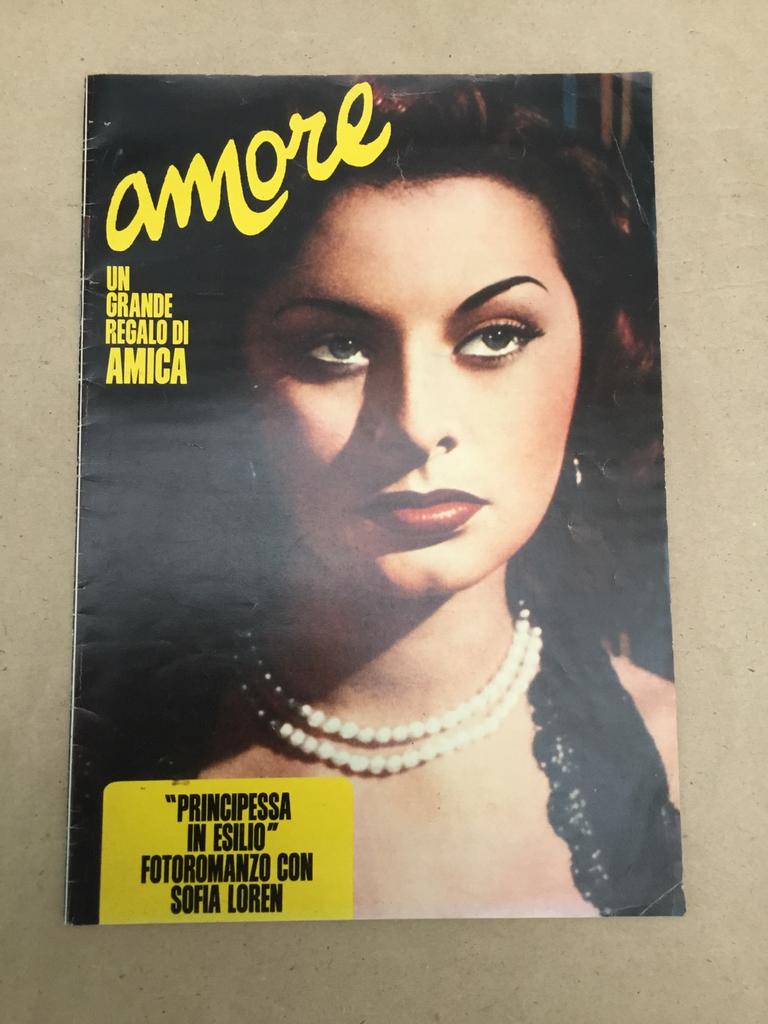 amore
UN
GRANDE
REGALO DI
AMICA
"PRINCIPESSA
IN ESILIO"
FOTOROMANZO CON
SOFIA LOREN